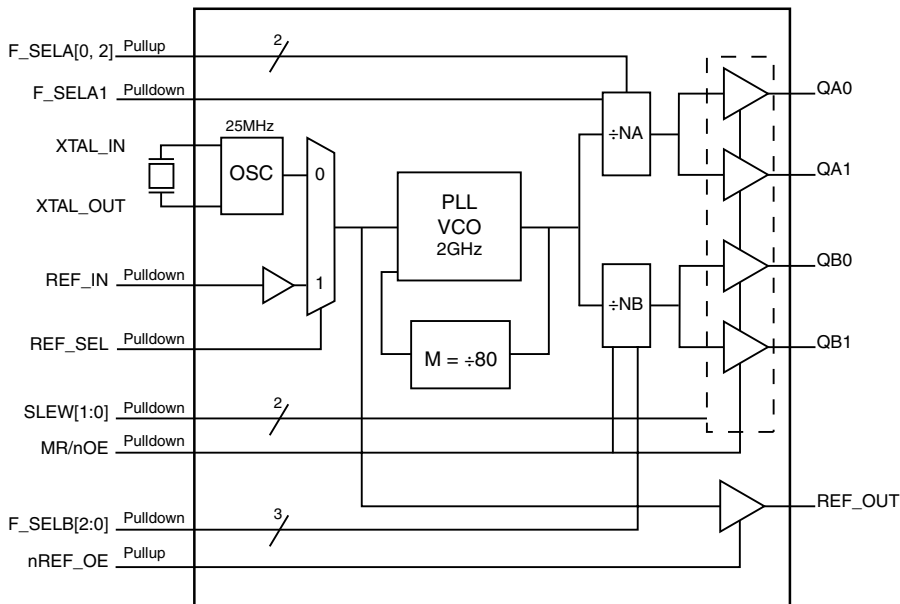 F_SELA[0, 2] Pullup 2
F_SELA1 Pulldown
QA0
÷NA
25MHz
XTAL_IN
OSC
0
QA1
XTAL_OUT
PLL
VCO
2GHz
QB0
REF_IN Pulldown
1
÷NB
REF_SEL Pulldown
M = ÷80
QB1
SLEW[1:0] Pulldown 2
MR/nOE Pulldown
REF_OUT
F_SELB[2:0] Pulldown 3
nREF_OE Pullup